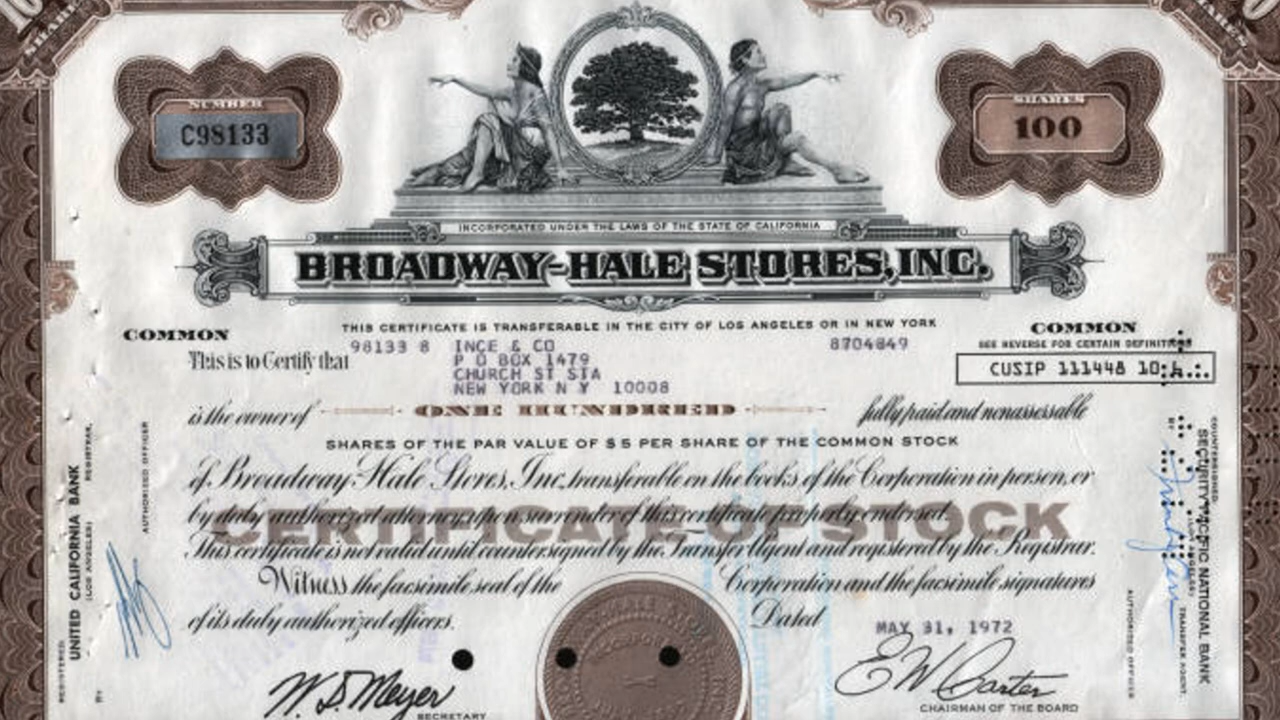 NUMBER
C98133
SHARES
100
INCORPORATED UNDER THE LAWS OF THE STATE OF CALIFORNIA
BROADWAY-HALE STORES, INC.
THIS CERTIFICATE IS TRANSFERABLE IN THE CITY OF LOS ANGELES OR IN NEW YORK
COMMON
COMMON
SEE REVERSE FOR CERTAIN DEFINITIONS
CUSIP 111448 10
This is to Certify that
98133 8 INCE & CO 8704849
P O BOX 1479
CHURCH ST STA
NEW YORK N Y 10008
is the owner of ONE HUNDRED fully paid and nonassessable
SHARES OF THE PAR VALUE OF $5 PER SHARE OF THE COMMON STOCK
of Broadway-Hale Stores, Inc., transferable on the books of the Corporation in person, or
by duly authorized attorney, upon surrender of this certificate properly endorsed.
CERTIFICATE OF STOCK
This certificate is not valid until countersigned by the Transfer Agent and registered by the Registrar.
Witness the facsimile seal of the Corporation and the facsimile signatures
of its duly authorized officers.
Dated MAY 31, 1972
W. S. Meyer
SECRETARY
E W Carter
CHAIRMAN OF THE BOARD
REGISTERED:
UNITED CALIFORNIA BANK
(LOS ANGELES) REGISTRAR,
BY
AUTHORIZED OFFICER
COUNTERSIGNED:
SECURITY PACIFIC NATIONAL BANK
TRANSFER AGENT,
BY
AUTHORIZED OFFICER